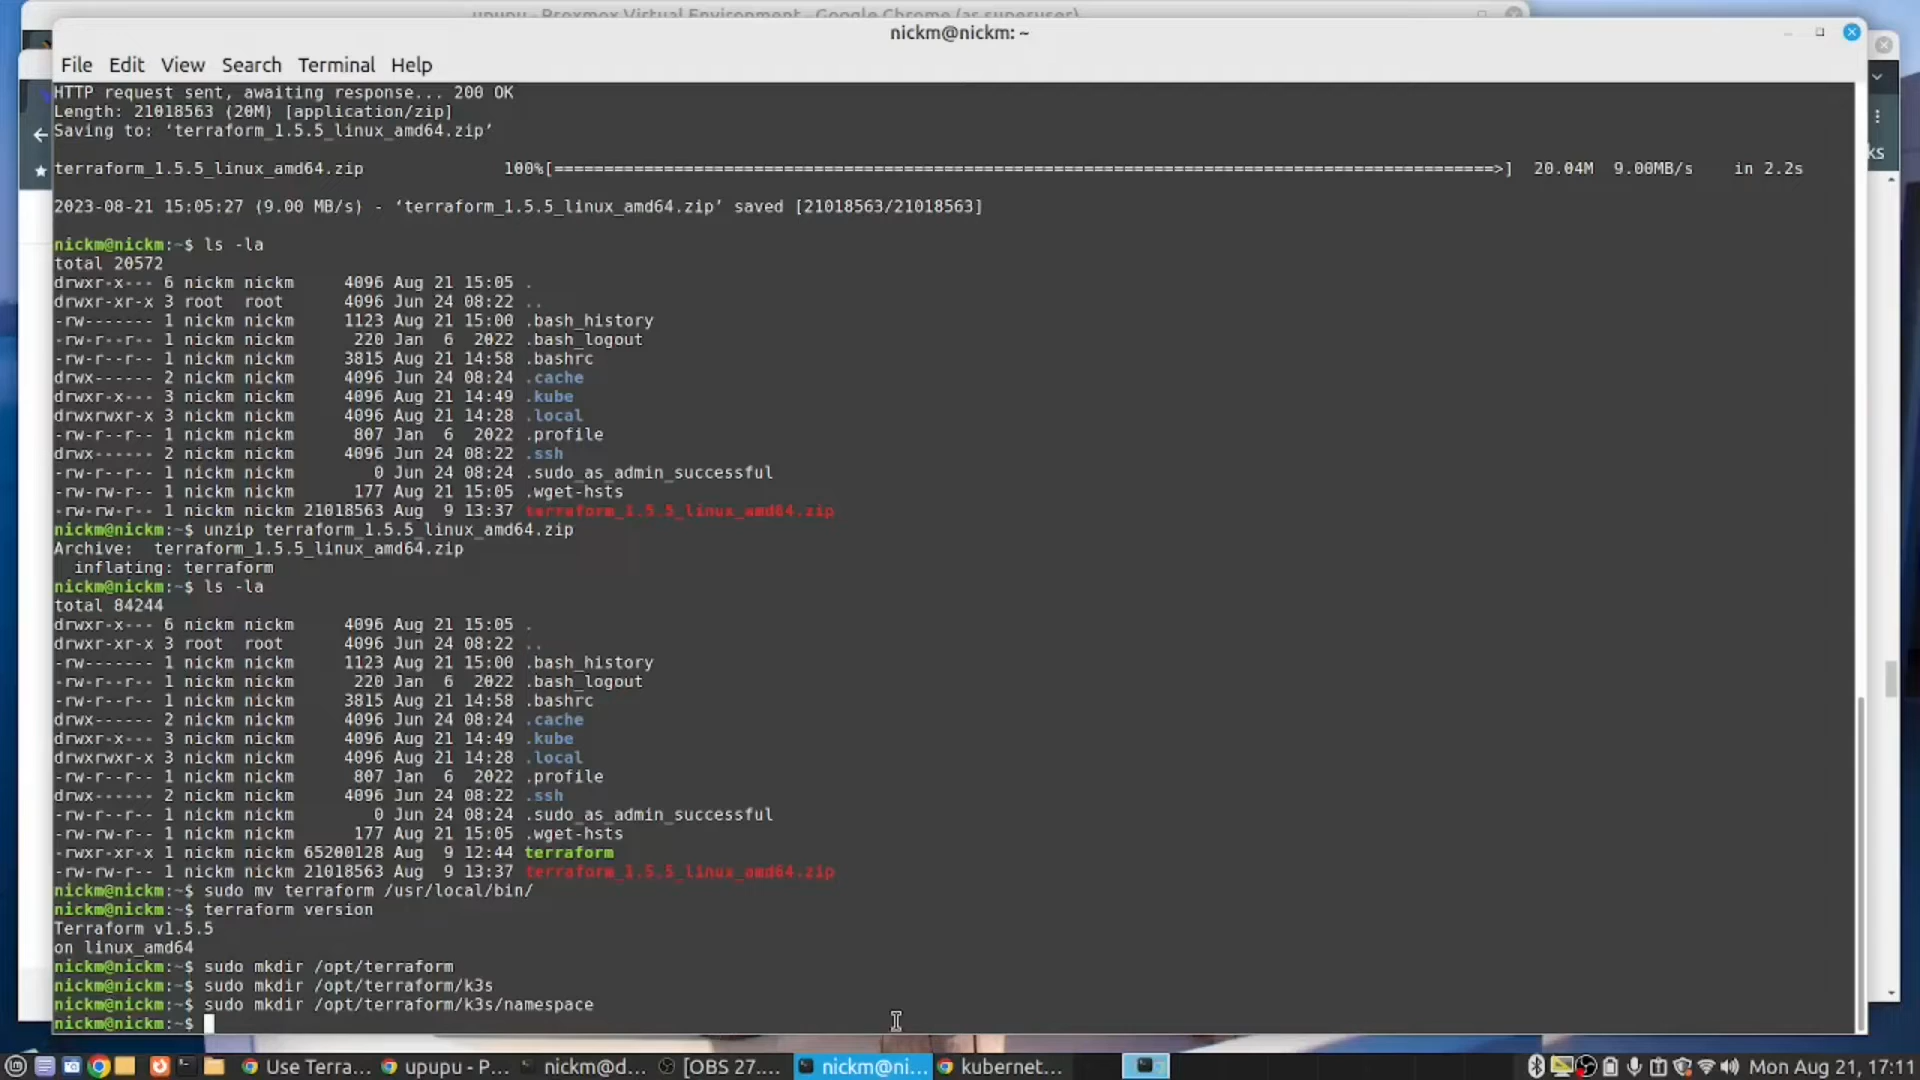 upupu - Proxmox Virtual Environment - Google Chrome (as superuser)
nickm@nickm: ~
File Edit View Search Terminal Help
HTTP request sent, awaiting response... 200 OK
Length: 21018563 (20M) [application/zip]
Saving to: ‘terraform_1.5.5_linux_amd64.zip’
terraform_1.5.5_linux_amd64.zip 100%[==============================================================================================>] 20.04M 9.00MB/s in 2.2s
2023-08-21 15:05:27 (9.00 MB/s) - ‘terraform_1.5.5_linux_amd64.zip’ saved [21018563/21018563]
nickm@nickm:~$ ls -la
total 20572
drwxr-x--- 6 nickm nickm 4096 Aug 21 15:05 .
drwxr-xr-x 3 root root 4096 Jun 24 08:22 ..
-rw------- 1 nickm nickm 1123 Aug 21 15:00 .bash_history
-rw-r--r-- 1 nickm nickm 220 Jan 6 2022 .bash_logout
-rw-r--r-- 1 nickm nickm 3815 Aug 21 14:58 .bashrc
drwx------ 2 nickm nickm 4096 Jun 24 08:24 .cache
drwxr-x--- 3 nickm nickm 4096 Aug 21 14:49 .kube
drwxrwxr-x 3 nickm nickm 4096 Aug 21 14:28 .local
-rw-r--r-- 1 nickm nickm 807 Jan 6 2022 .profile
drwx------ 2 nickm nickm 4096 Jun 24 08:22 .ssh
-rw-r--r-- 1 nickm nickm 0 Jun 24 08:24 .sudo_as_admin_successful
-rw-rw-r-- 1 nickm nickm 177 Aug 21 15:05 .wget-hsts
-rw-rw-r-- 1 nickm nickm 21018563 Aug 9 13:37 terraform_1.5.5_linux_amd64.zip
nickm@nickm:~$ unzip terraform_1.5.5_linux_amd64.zip
Archive: terraform_1.5.5_linux_amd64.zip
inflating: terraform
nickm@nickm:~$ ls -la
total 84244
drwxr-x--- 6 nickm nickm 4096 Aug 21 15:05 .
drwxr-xr-x 3 root root 4096 Jun 24 08:22 ..
-rw------- 1 nickm nickm 1123 Aug 21 15:00 .bash_history
-rw-r--r-- 1 nickm nickm 220 Jan 6 2022 .bash_logout
-rw-r--r-- 1 nickm nickm 3815 Aug 21 14:58 .bashrc
drwx------ 2 nickm nickm 4096 Jun 24 08:24 .cache
drwxr-x--- 3 nickm nickm 4096 Aug 21 14:49 .kube
drwxrwxr-x 3 nickm nickm 4096 Aug 21 14:28 .local
-rw-r--r-- 1 nickm nickm 807 Jan 6 2022 .profile
drwx------ 2 nickm nickm 4096 Jun 24 08:22 .ssh
-rw-r--r-- 1 nickm nickm 0 Jun 24 08:24 .sudo_as_admin_successful
-rw-rw-r-- 1 nickm nickm 177 Aug 21 15:05 .wget-hsts
-rwxr-xr-x 1 nickm nickm 65200128 Aug 9 12:44 terraform
-rw-rw-r-- 1 nickm nickm 21018563 Aug 9 13:37 terraform_1.5.5_linux_amd64.zip
nickm@nickm:~$ sudo mv terraform /usr/local/bin/
nickm@nickm:~$ terraform version
Terraform v1.5.5
on linux_amd64
nickm@nickm:~$ sudo mkdir /opt/terraform
nickm@nickm:~$ sudo mkdir /opt/terraform/k3s
nickm@nickm:~$ sudo mkdir /opt/terraform/k3s/namespace
nickm@nickm:~$
Use Terra... upupu - P... nickm@d... [OBS 27.... nickm@ni... kubernet... Mon Aug 21, 17:11